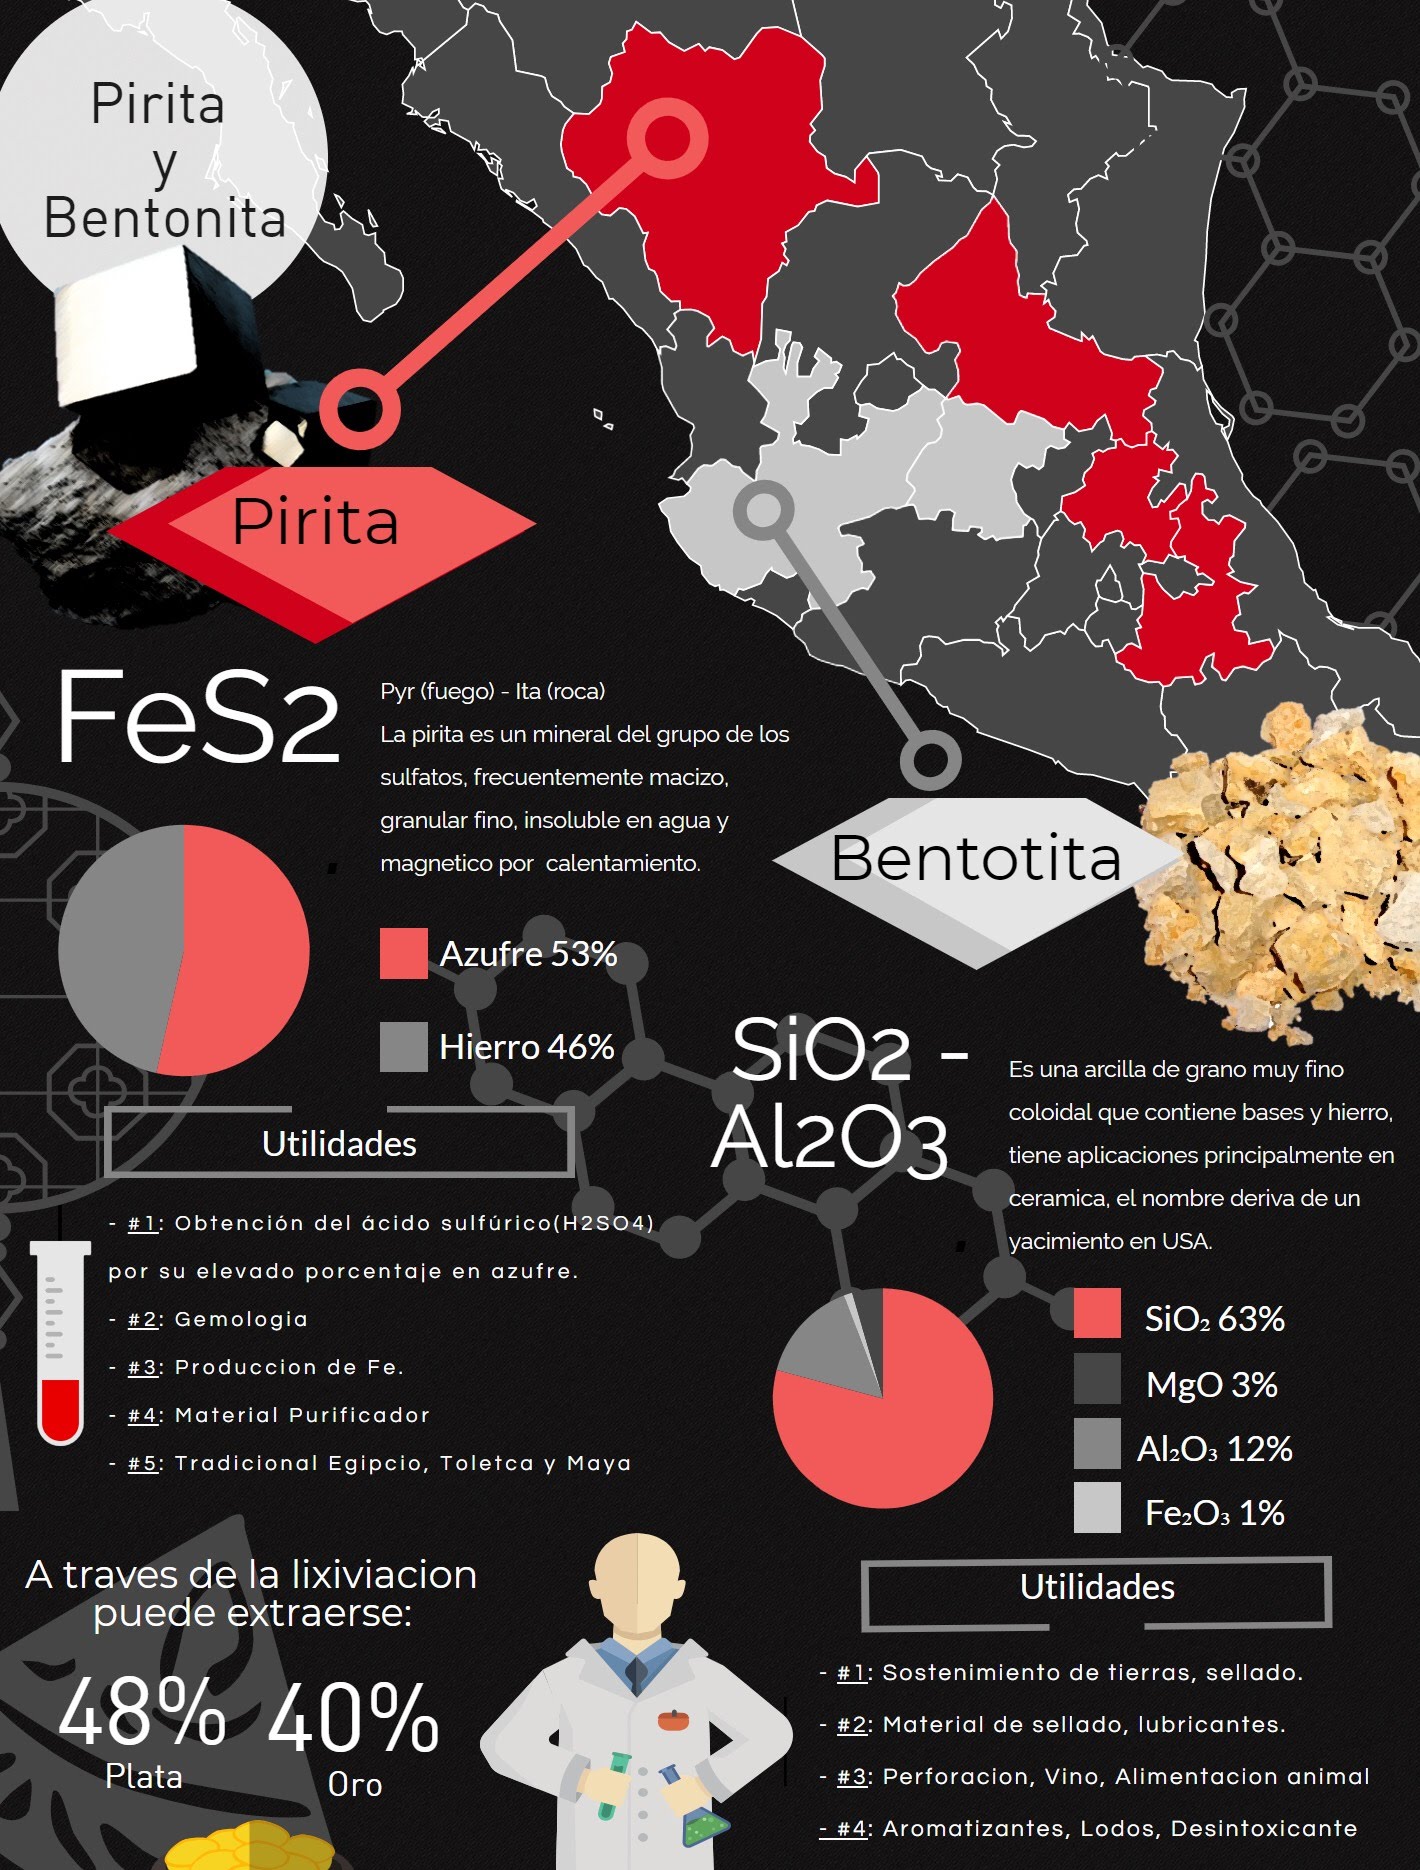 Pirita
y
Bentonita
Pirita
FeS2
Pyr (fuego) - Ita (roca)
La pirita es un mineral del grupo de los
sulfatos, frecuentemente macizo,
granular fino, insoluble en agua y
magnetico por calentamiento.
Azufre 53%
Hierro 46%
Utilidades
- #1: Obtención del ácido sulfúrico(H2SO4)
por su elevado porcentaje en azufre.
- #2: Gemologia
- #3: Produccion de Fe.
- #4: Material Purificador
- #5: Tradicional Egipcio, Toletca y Maya
A traves de la lixiviacion
puede extraerse:
48%
Plata
40%
Oro
Bentotita
SiO2 -
Al2O3
Es una arcilla de grano muy fino
coloidal que contiene bases y hierro,
tiene aplicaciones principalmente en
ceramica, el nombre deriva de un
yacimiento en USA.
SiO₂ 63%
MgO 3%
Al₂O₃ 12%
Fe₂O₃ 1%
Utilidades
- #1: Sostenimiento de tierras, sellado.
- #2: Material de sellado, lubricantes.
- #3: Perforacion, Vino, Alimentacion animal
- #4: Aromatizantes, Lodos, Desintoxicante